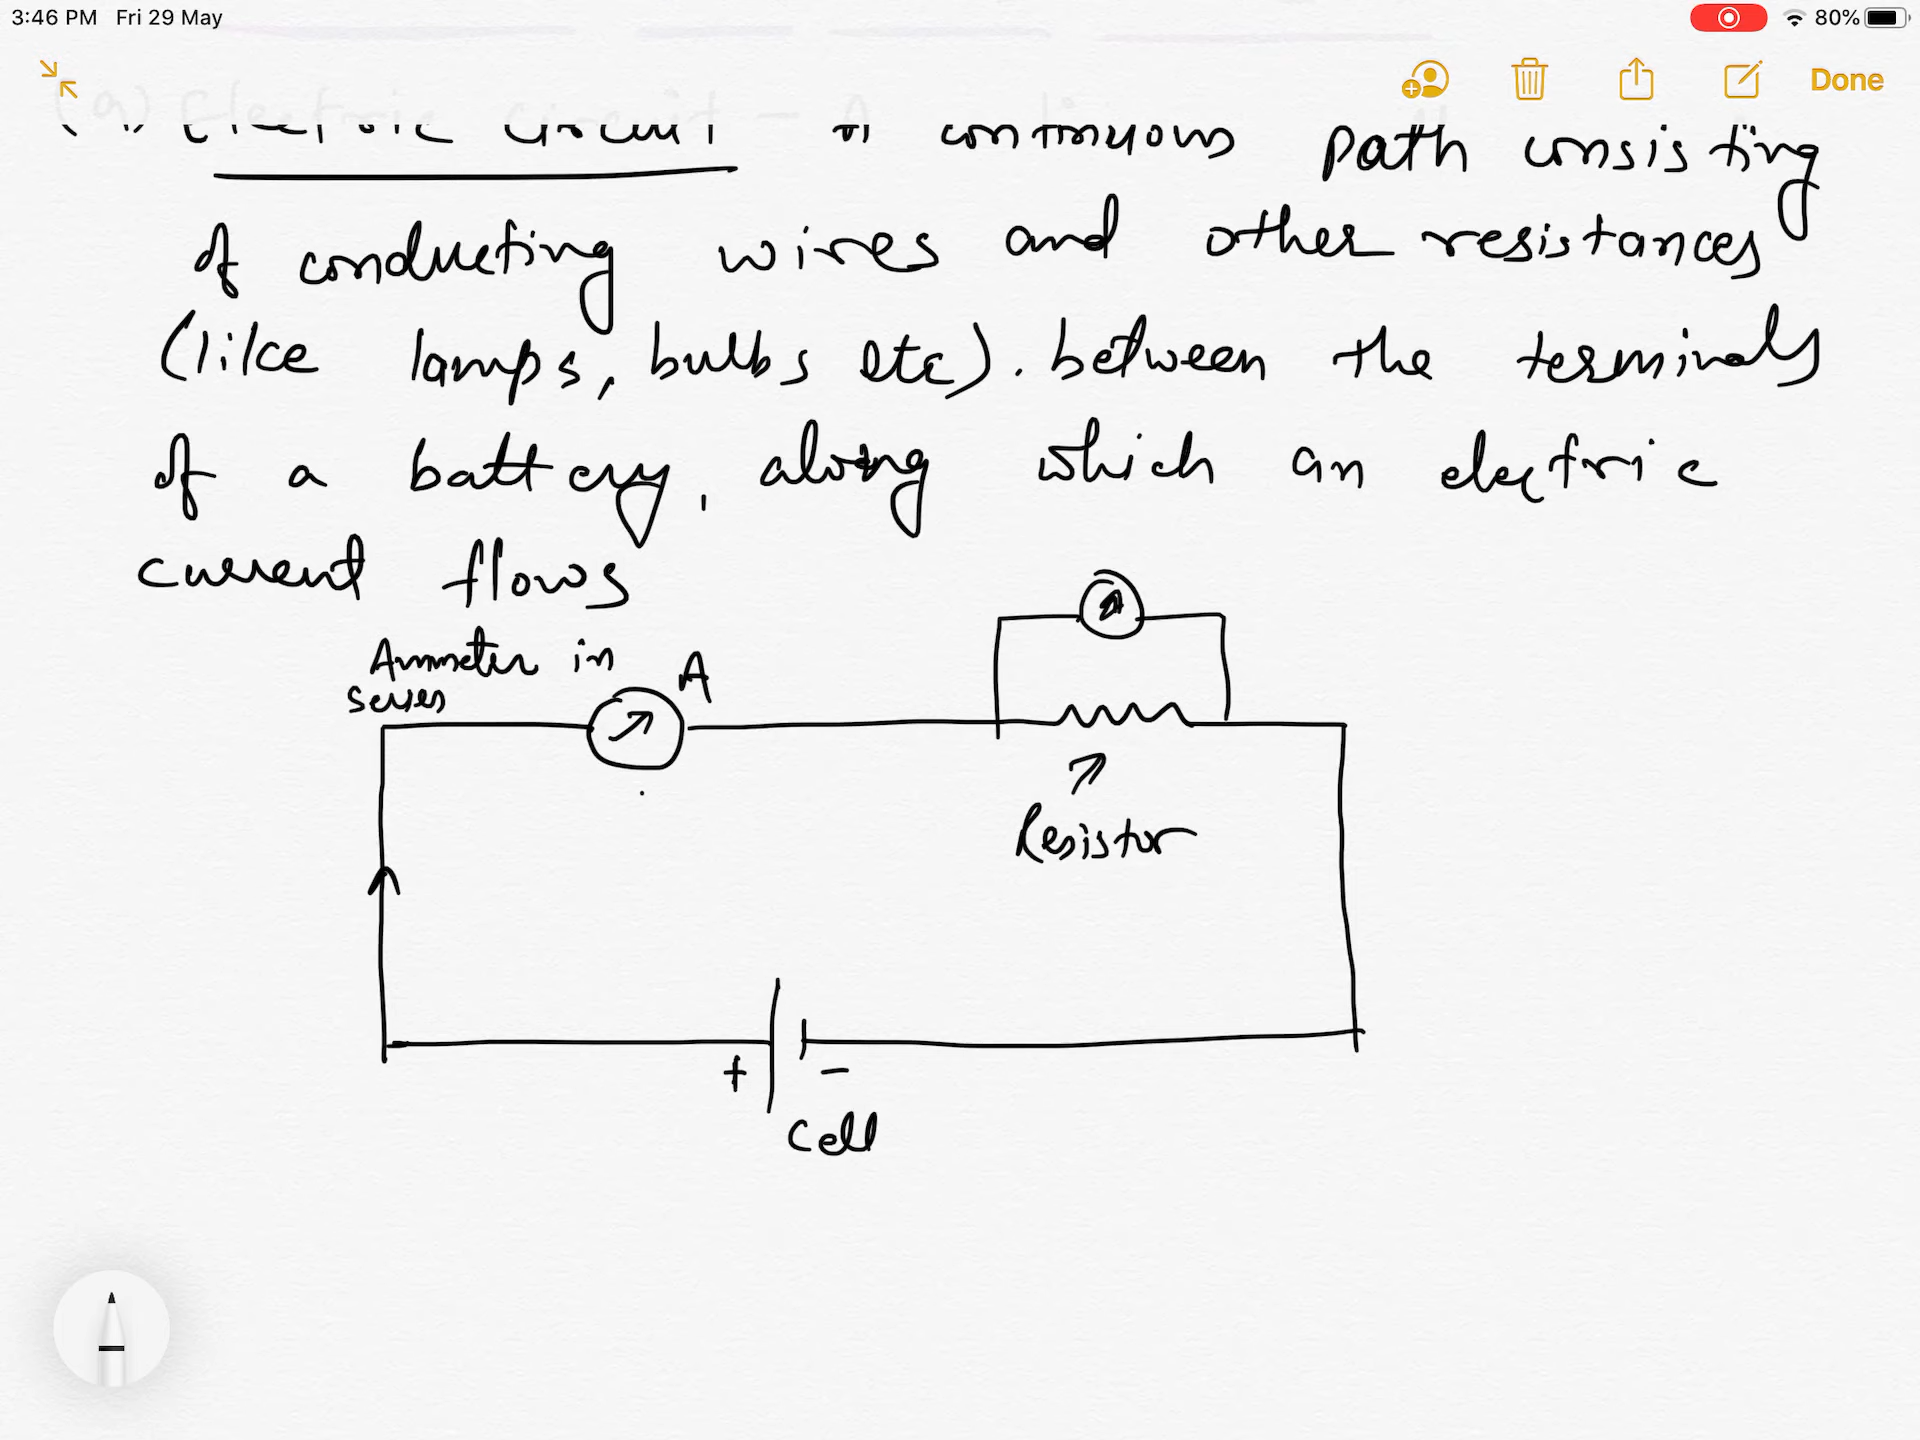 3:46 PM Fri 29 May
80%
Done
(a) Electric circuit - A continuous path consisting
of conducting wires and other resistances
(like lamps, bulbs etc). between the terminals
of a battery, along which an electric
current flows
Ammeter in
series
A
Resistor
+ -
Cell